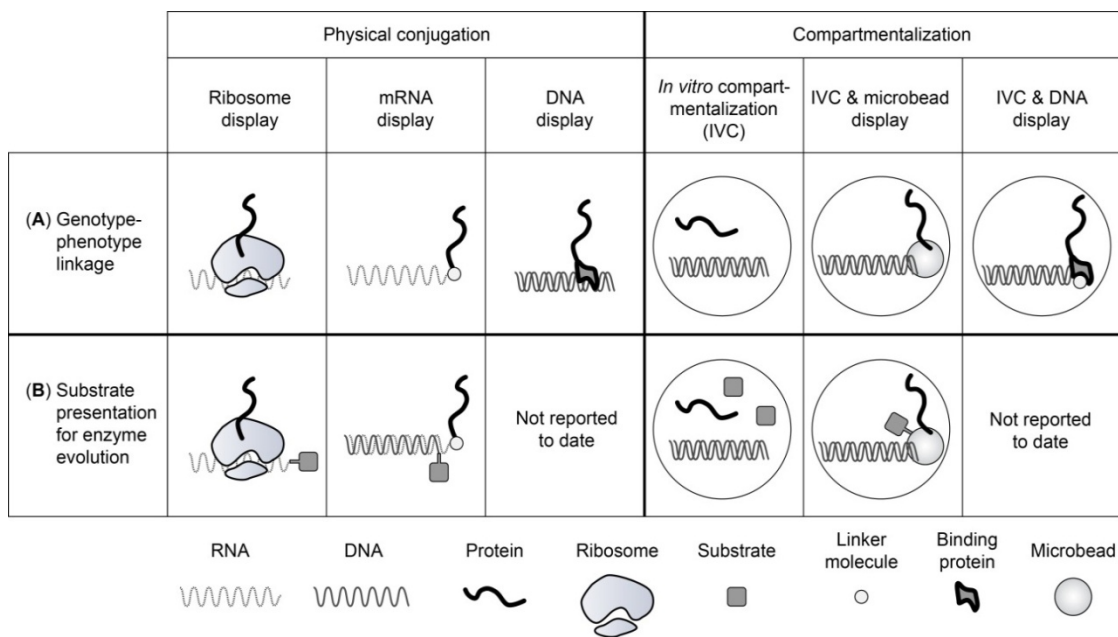 Physical conjugation
Compartmentalization
Ribosome
display
mRNA
display
DNA
display
In vitro compart-
mentalization
(IVC)
IVC & microbead
display
IVC & DNA
display
(A) Genotype-
phenotype
linkage
(B) Substrate
presentation
for enzyme
evolution
Not reported
to date
Not reported
to date
RNA
DNA
Protein
Ribosome
Substrate
Linker
molecule
Binding
protein
Microbead